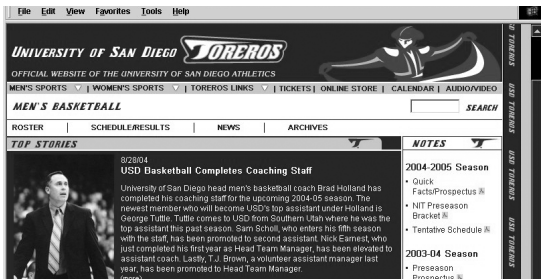 File Edit View Favorites Tools Help
UNIVERSITY OF SAN DIEGO TOREROS
OFFICIAL WEBSITE OF THE UNIVERSITY OF SAN DIEGO ATHLETICS
MEN'S SPORTS | WOMEN'S SPORTS | TOREROS LINKS | TICKETS | ONLINE STORE | CALENDAR | AUDIO/VIDEO
MEN'S BASKETBALL SEARCH
ROSTER | SCHEDULE/RESULTS | NEWS | ARCHIVES
TOP STORIES
8/28/04
USD Basketball Completes Coaching Staff
University of San Diego head men's basketball coach Brad Holland has
completed his coaching staff for the upcoming 2004-05 season. The
newest member who will become USD's top assistant under Holland is
George Tuttle. Tuttle comes to USD from Southern Utah where he was the
top assistant this past season. Sam Scholl, who enters his fifth season
with the staff, has been promoted to second assistant. Nick Earnest, who
just completed his first year as Head Team Manager, has been elevated to
assistant coach. Lastly, T.J. Brown, a volunteer assistant manager last
year, has been promoted to Head Team Manager.
(more)
NOTES
2004-2005 Season
• Quick
Facts/Prospectus
• NIT Preseason
Bracket
• Tentative Schedule
2003-04 Season
• Preseason
Prospectus
TOREROS
USD TOREROS
USD TOREROS
USD TOREROS